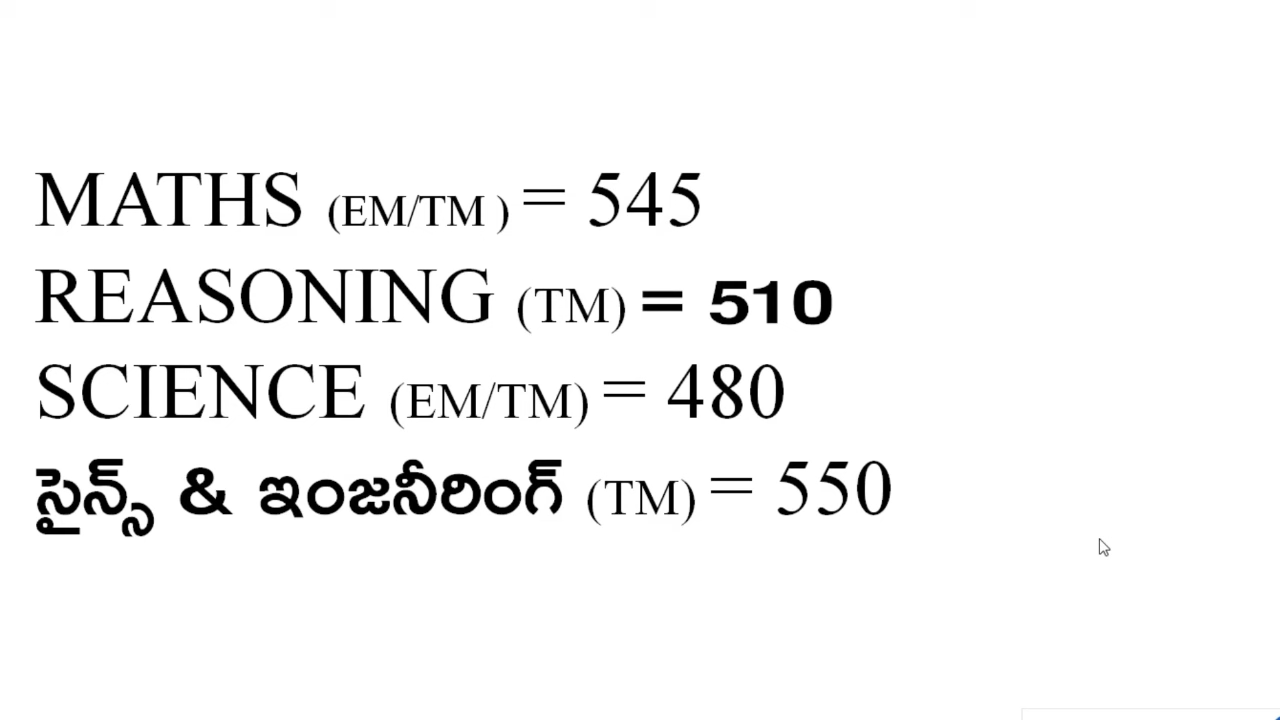 MATHS (EM/TM ) = 545
REASONING (TM) = 510
SCIENCE (EM/TM) = 480
సైన్స్ & ఇంజనీరింగ్ (TM) = 550